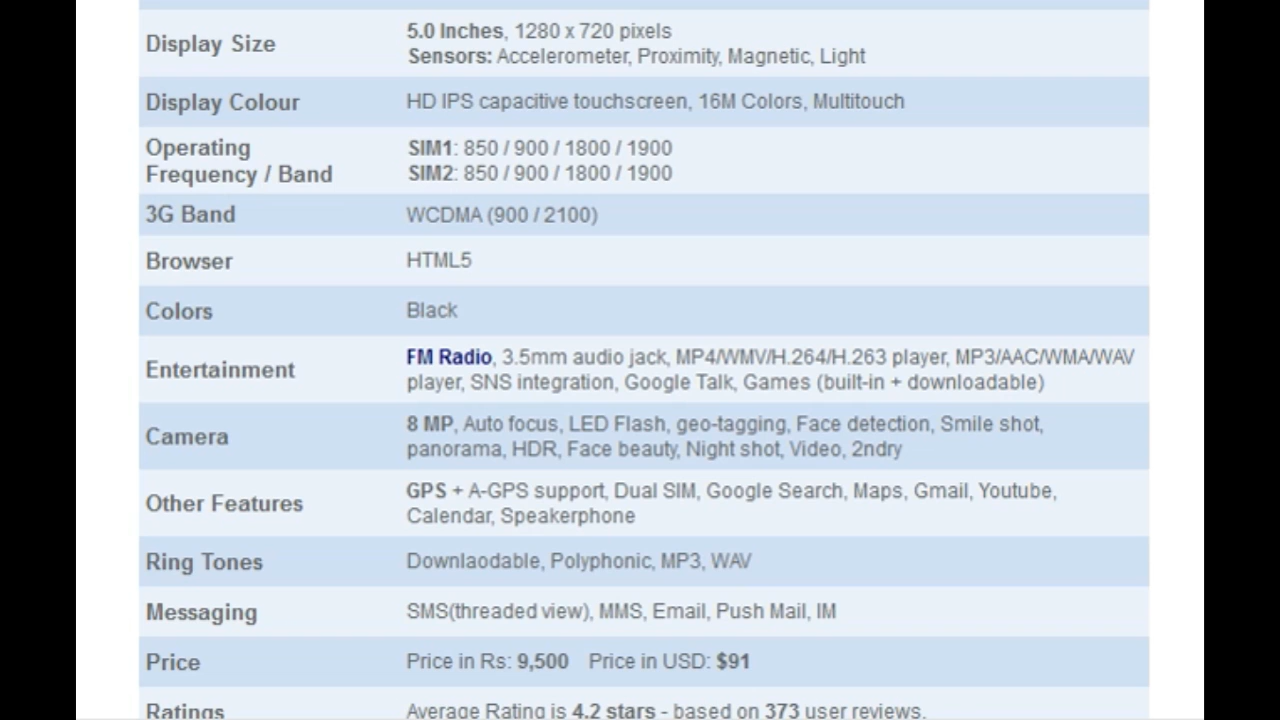 Display Size
5.0 Inches, 1280 x 720 pixels
Sensors: Accelerometer, Proximity, Magnetic, Light
Display Colour
HD IPS capacitive touchscreen, 16M Colors, Multitouch
Operating
Frequency / Band
SIM1: 850 / 900 / 1800 / 1900
SIM2: 850 / 900 / 1800 / 1900
3G Band
WCDMA (900 / 2100)
Browser
HTML5
Colors
Black
Entertainment
FM Radio, 3.5mm audio jack, MP4/WMV/H.264/H.263 player, MP3/AAC/WMA/WAV
player, SNS integration, Google Talk, Games (built-in + downloadable)
Camera
8 MP, Auto focus, LED Flash, geo-tagging, Face detection, Smile shot,
panorama, HDR, Face beauty, Night shot, Video, 2ndry
Other Features
GPS + A-GPS support, Dual SIM, Google Search, Maps, Gmail, Youtube,
Calendar, Speakerphone
Ring Tones
Downlaodable, Polyphonic, MP3, WAV
Messaging
SMS(threaded view), MMS, Email, Push Mail, IM
Price
Price in Rs: 9,500 Price in USD: $91
Ratings
Average Rating is 4.2 stars - based on 373 user reviews.